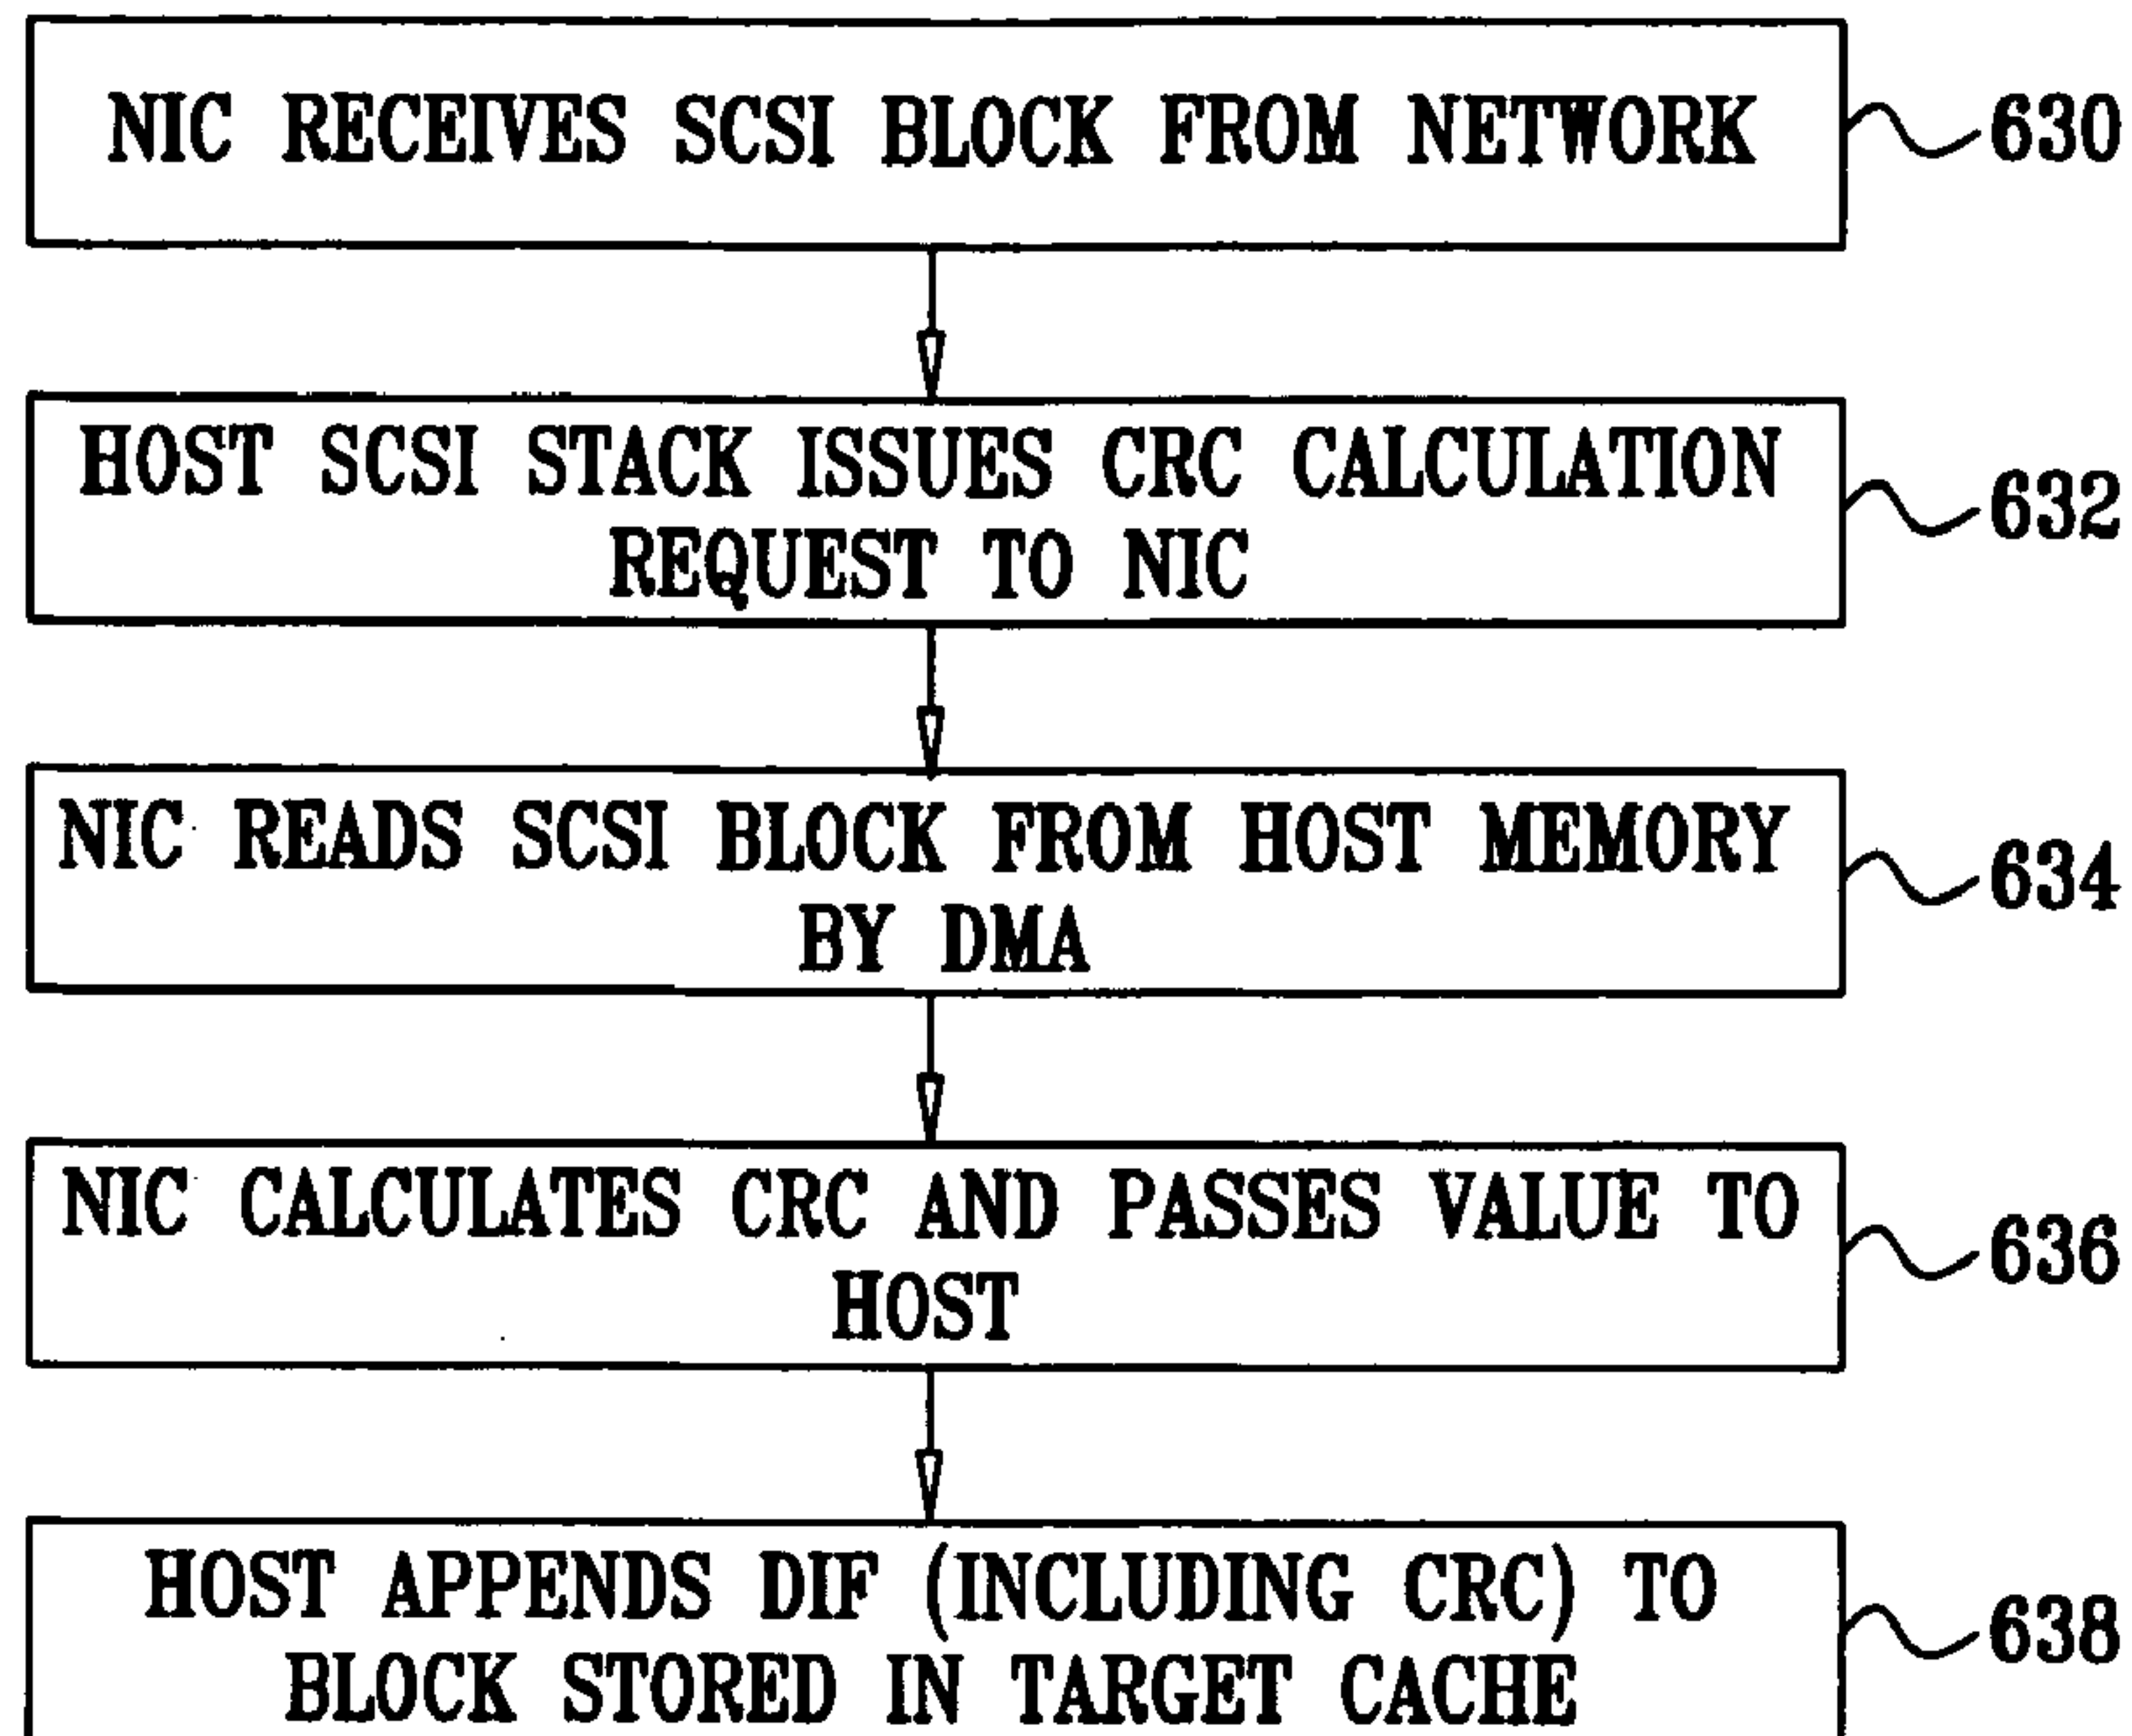 NIC RECEIVES SCSI BLOCK FROM NETWORK
630
HOST SCSI STACK ISSUES CRC CALCULATION
REQUEST TO NIC
632
NIC READS SCSI BLOCK FROM HOST MEMORY
BY DMA
634
NIC CALCULATES CRC AND PASSES VALUE TO
HOST
636
HOST APPENDS DIF (INCLUDING CRC) TO
BLOCK STORED IN TARGET CACHE
638